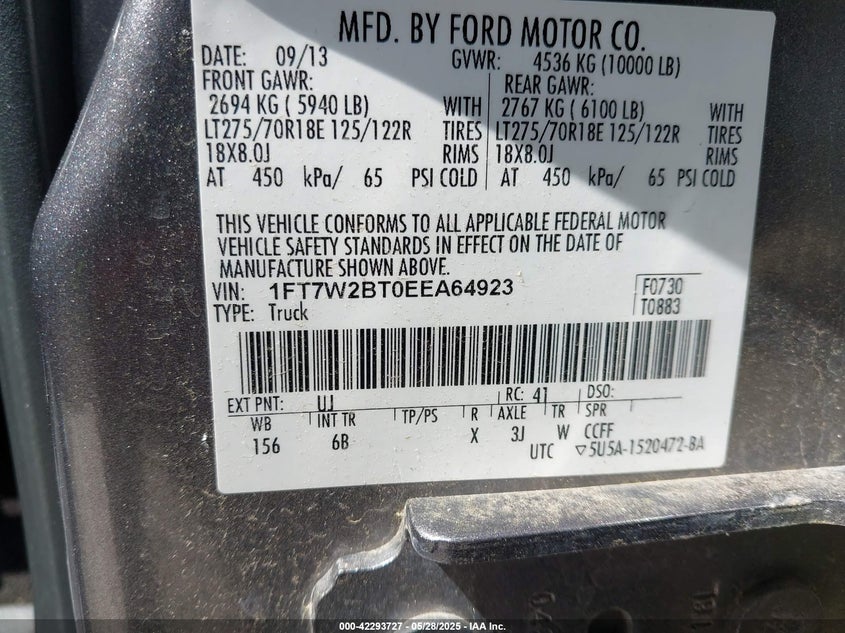 MFD. BY FORD MOTOR CO.
DATE: 09/13 GVWR: 4536 KG (10000 LB)
FRONT GAWR: REAR GAWR:
2694 KG ( 5940 LB) WITH 2767 KG ( 6100 LB) WITH
LT275/70R18E 125/122R TIRES LT275/70R18E 125/122R TIRES
18X8.0J RIMS 18X8.0J RIMS
AT 450 kPa/ 65 PSI COLD AT 450 kPa/ 65 PSI COLD
THIS VEHICLE CONFORMS TO ALL APPLICABLE FEDERAL MOTOR
VEHICLE SAFETY STANDARDS IN EFFECT ON THE DATE OF
MANUFACTURE SHOWN ABOVE.
VIN: 1FT7W2BT0EEA64923 F0730
TYPE: Truck T0883
EXT PNT: UJ RC: 41 DSO:
WB INT TR TP/PS R AXLE TR SPR
156 6B X 3J W CCFF
UTC ▽5U5A-1520472-BA
000-42293727 - 05/28/2025 - IAA Inc.